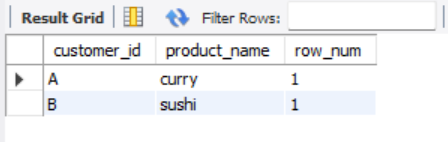 Result Grid Filter Rows:
customer_id product_name row_num
A curry 1
B sushi 1